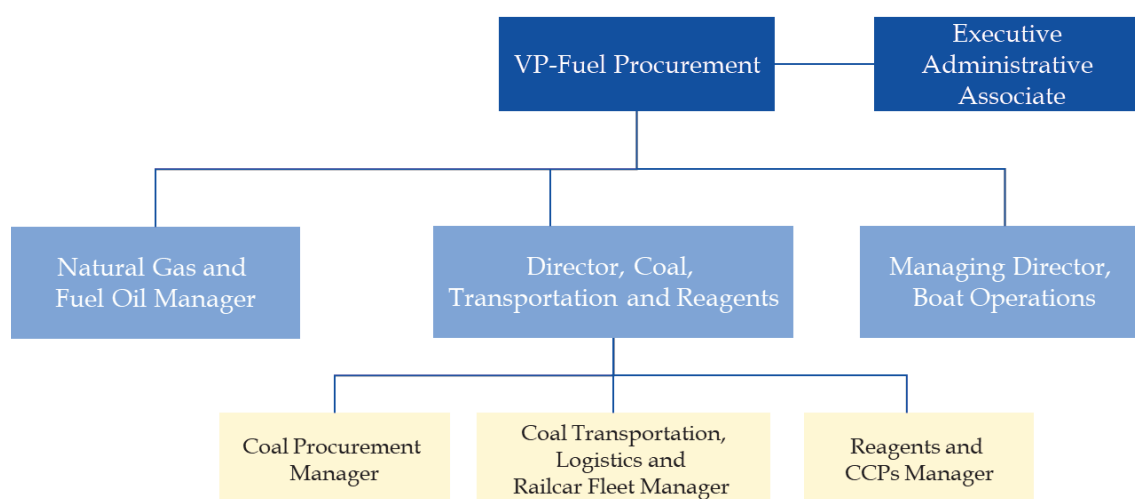 VP-Fuel Procurement
Executive
Administrative
Associate
Natural Gas and
Fuel Oil Manager
Director, Coal,
Transportation and Reagents
Managing Director,
Boat Operations
Coal Procurement
Manager
Coal Transportation,
Logistics and
Railcar Fleet Manager
Reagents and
CCPs Manager